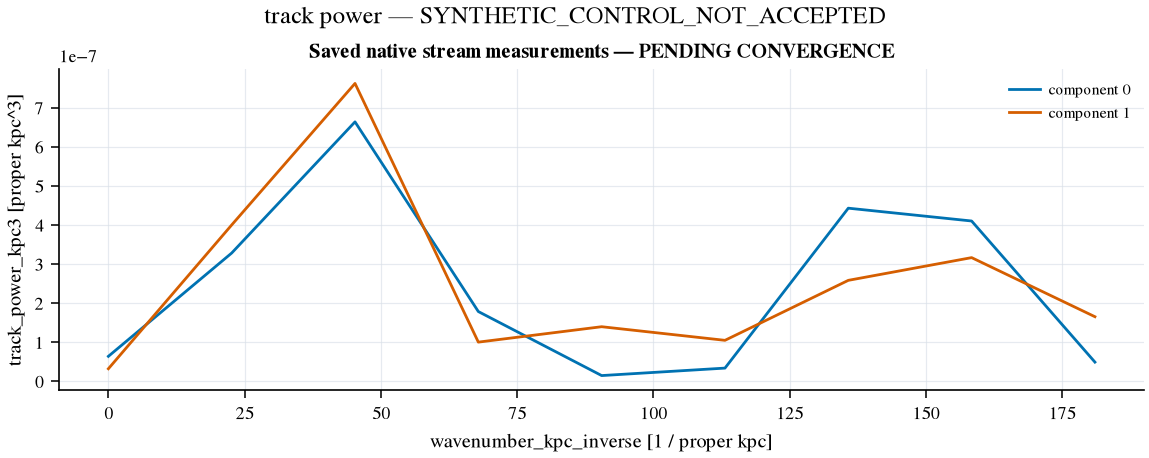 track power — SYNTHETIC_CONTROL_NOT_ACCEPTED
Saved native stream measurements — PENDING CONVERGENCE
1e−7
component 0
component 1
7
6
5
4
3
2
1
0
track_power_kpc3 [proper kpc^3]
0 25 50 75 100 125 150 175
wavenumber_kpc_inverse [1 / proper kpc]